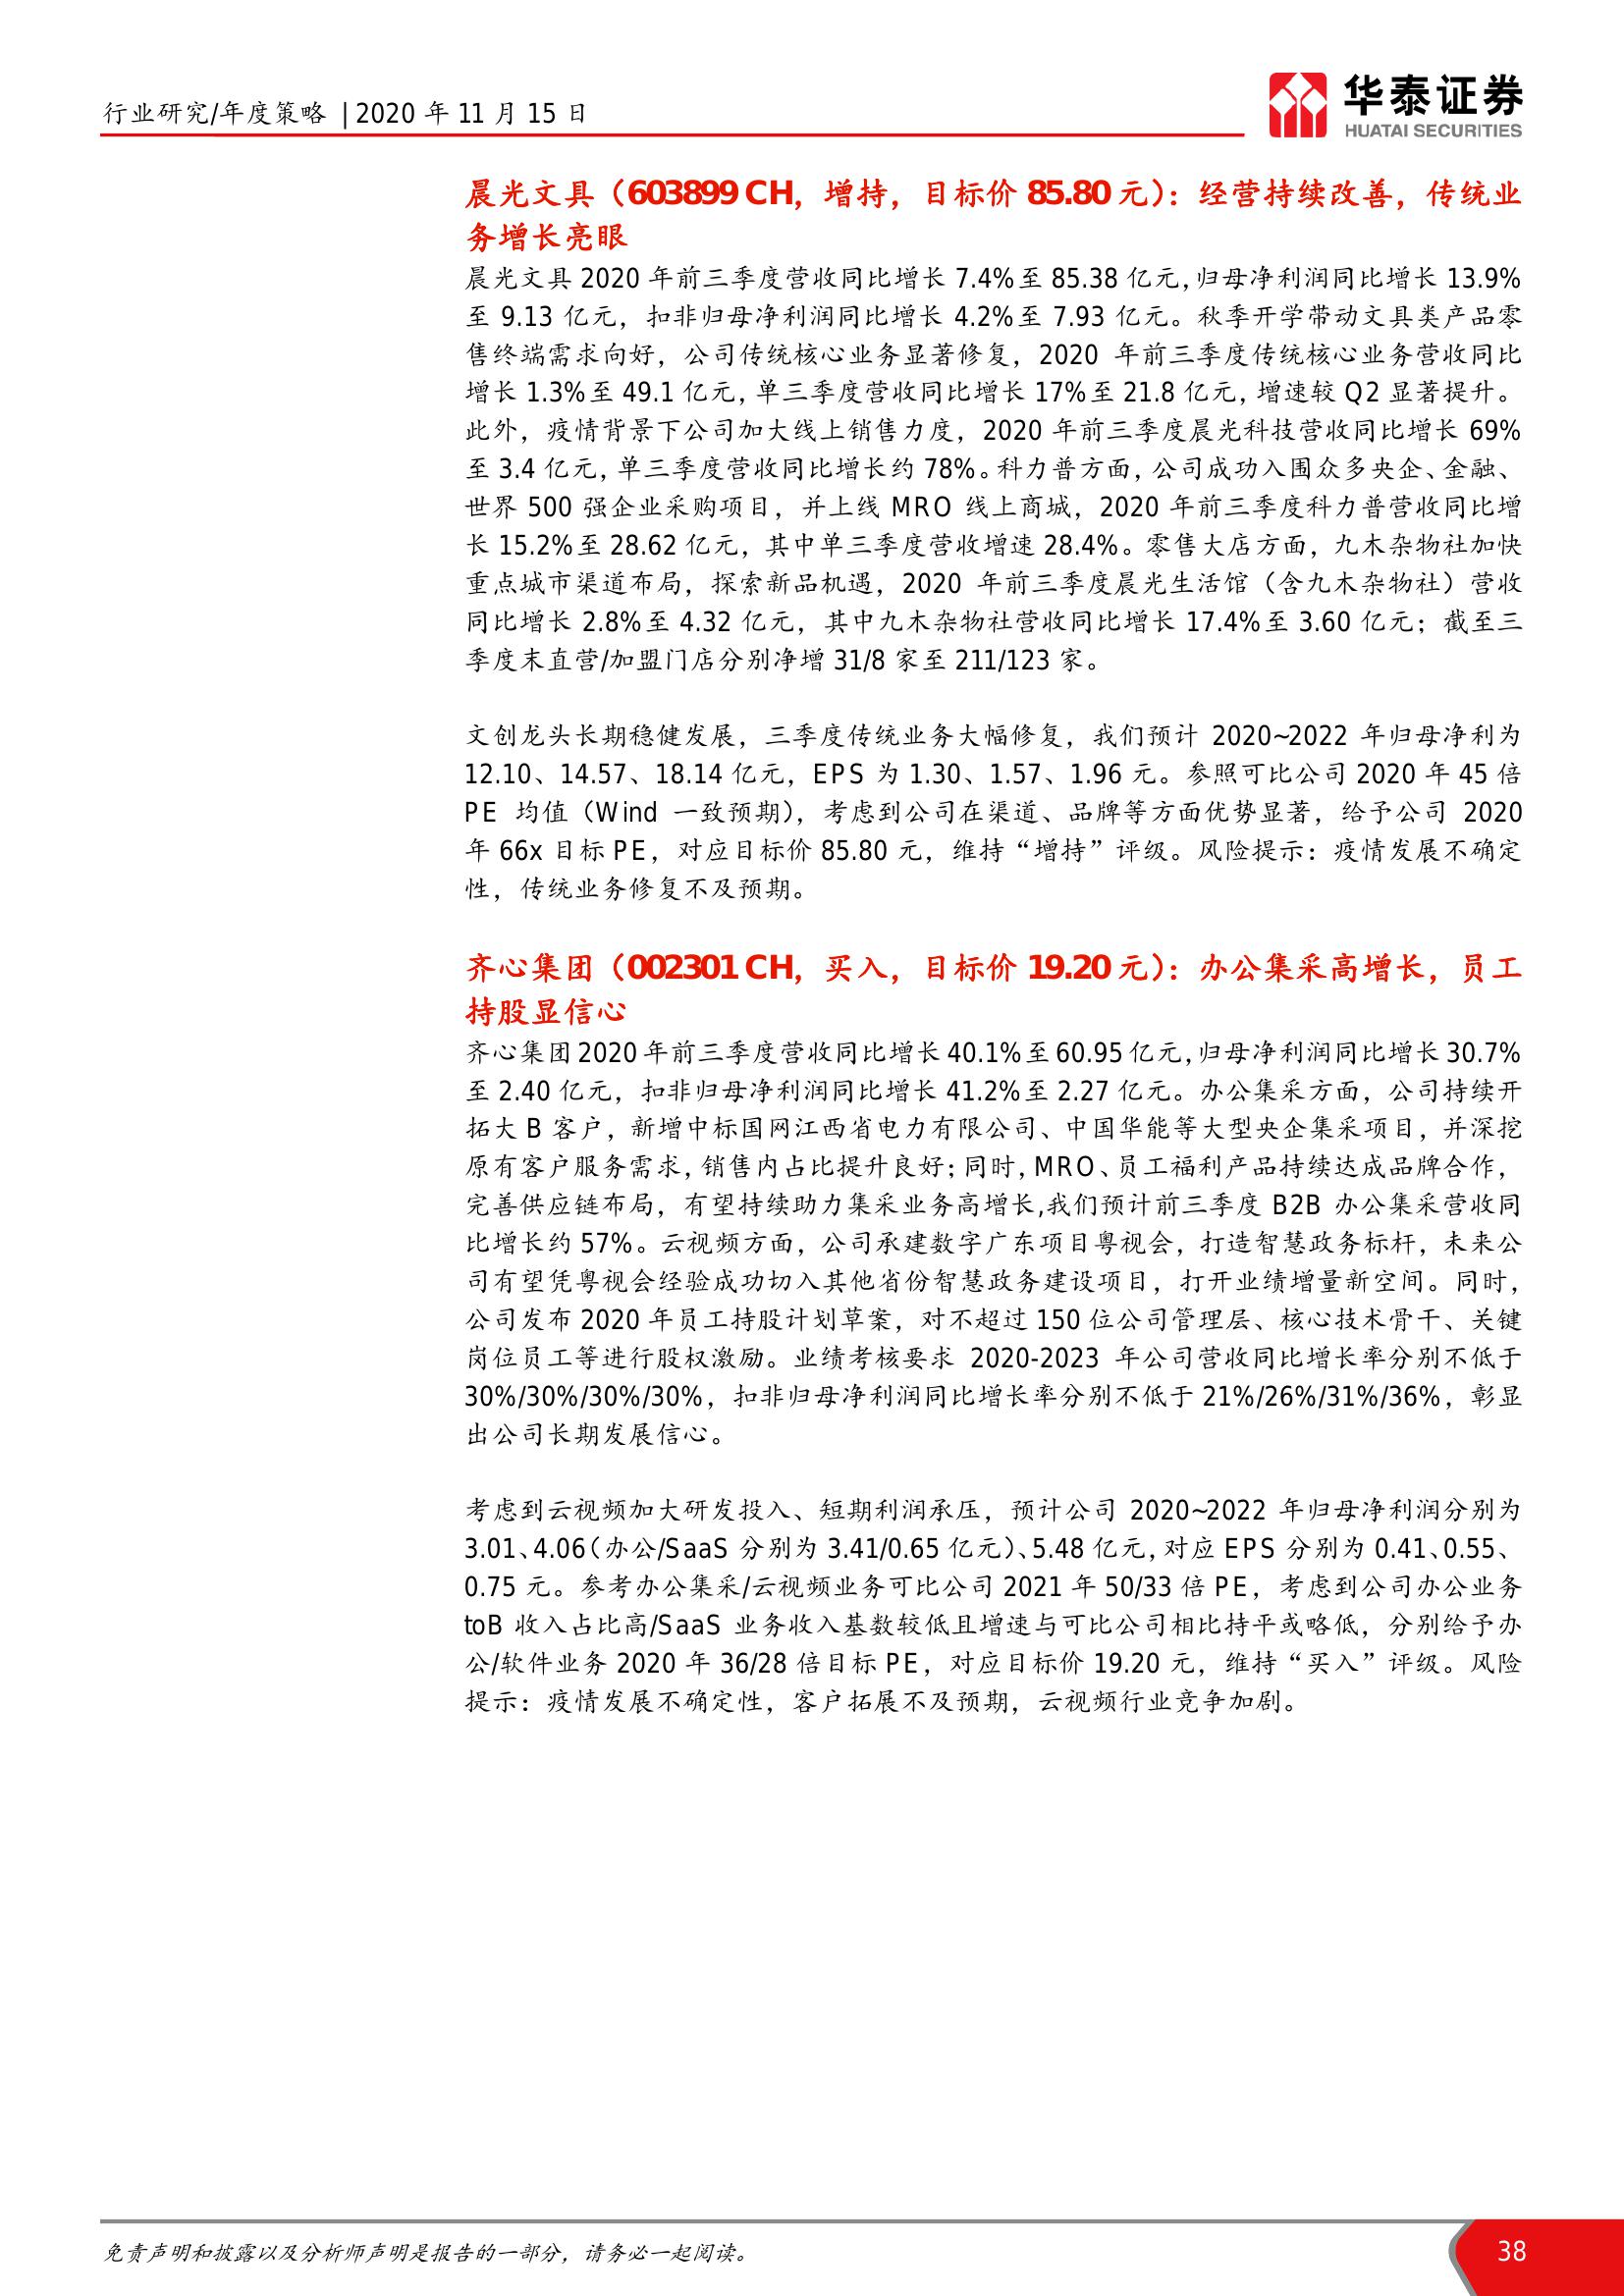 行业研究/年度策略 | 2020 年 11 月 15 日
华泰证券
HUATAI SECURITIES
晨光文具（603899 CH，增持，目标价 85.80 元）：经营持续改善，传统业
务增长亮眼
晨光文具 2020 年前三季度营收同比增长 7.4%至 85.38 亿元，归母净利润同比增长 13.9%
至 9.13 亿元，扣非归母净利润同比增长 4.2%至 7.93 亿元。秋季开学带动文具类产品零
售终端需求向好，公司传统核心业务显著修复，2020 年前三季度传统核心业务营收同比
增长 1.3%至 49.1 亿元，单三季度营收同比增长 17%至 21.8 亿元，增速较 Q2 显著提升。
此外，疫情背景下公司加大线上销售力度，2020 年前三季度晨光科技营收同比增长 69%
至 3.4 亿元，单三季度营收同比增长约 78%。科力普方面，公司成功入围众多央企、金融、
世界 500 强企业采购项目，并上线 MRO 线上商城，2020 年前三季度科力普营收同比增
长 15.2%至 28.62 亿元，其中单三季度营收增速 28.4%。零售大店方面，九木杂物社加快
重点城市渠道布局，探索新品机遇，2020 年前三季度晨光生活馆（含九木杂物社）营收
同比增长 2.8%至 4.32 亿元，其中九木杂物社营收同比增长 17.4%至 3.60 亿元；截至三
季度末直营/加盟门店分别净增 31/8 家至 211/123 家。
文创龙头长期稳健发展，三季度传统业务大幅修复，我们预计 2020~2022 年归母净利为
12.10、14.57、18.14 亿元，EPS 为 1.30、1.57、1.96 元。参照可比公司 2020 年 45 倍
PE 均值（Wind 一致预期），考虑到公司在渠道、品牌等方面优势显著，给予公司 2020
年 66x 目标 PE，对应目标价 85.80 元，维持“增持”评级。风险提示：疫情发展不确定
性，传统业务修复不及预期。
齐心集团（002301 CH，买入，目标价 19.20 元）：办公集采高增长，员工
持股显信心
齐心集团 2020 年前三季度营收同比增长 40.1%至 60.95 亿元，归母净利润同比增长 30.7%
至 2.40 亿元，扣非归母净利润同比增长 41.2%至 2.27 亿元。办公集采方面，公司持续开
拓大 B 客户，新增中标国网江西省电力有限公司、中国华能等大型央企集采项目，并深挖
原有客户服务需求，销售内占比提升良好；同时，MRO、员工福利产品持续达成品牌合作，
完善供应链布局，有望持续助力集采业务高增长,我们预计前三季度 B2B 办公集采营收同
比增长约 57%。云视频方面，公司承建数字广东项目粤视会，打造智慧政务标杆，未来公
司有望凭粤视会经验成功切入其他省份智慧政务建设项目，打开业绩增量新空间。同时，
公司发布 2020 年员工持股计划草案，对不超过 150 位公司管理层、核心技术骨干、关键
岗位员工等进行股权激励。业绩考核要求 2020-2023 年公司营收同比增长率分别不低于
30%/30%/30%/30%，扣非归母净利润同比增长率分别不低于 21%/26%/31%/36%，彰显
出公司长期发展信心。
考虑到云视频加大研发投入、短期利润承压，预计公司 2020~2022 年归母净利润分别为
3.01、4.06（办公/SaaS 分别为 3.41/0.65 亿元）、5.48 亿元，对应 EPS 分别为 0.41、0.55、
0.75 元。参考办公集采/云视频业务可比公司 2021 年 50/33 倍 PE，考虑到公司办公业务
toB 收入占比高/SaaS 业务收入基数较低且增速与可比公司相比持平或略低，分别给予办
公/软件业务 2020 年 36/28 倍目标 PE，对应目标价 19.20 元，维持“买入”评级。风险
提示：疫情发展不确定性，客户拓展不及预期，云视频行业竞争加剧。
免责声明和披露以及分析师声明是报告的一部分，请务必一起阅读。
38